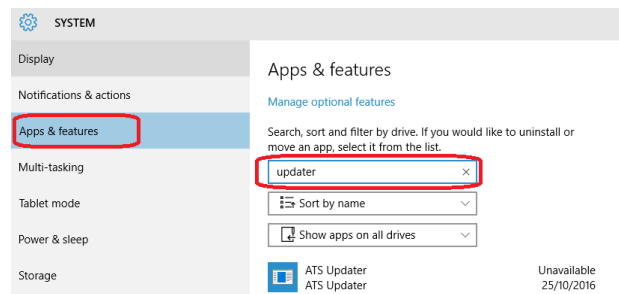 SYSTEM
Display
Notifications & actions
Apps & features
Multi-tasking
Tablet mode
Power & sleep
Storage
Apps & features
Manage optional features
Search, sort and filter by drive. If you would like to uninstall or
move an app, select it from the list.
updater
Sort by name
Show apps on all drives
ATS Updater Unavailable
ATS Updater 25/10/2016